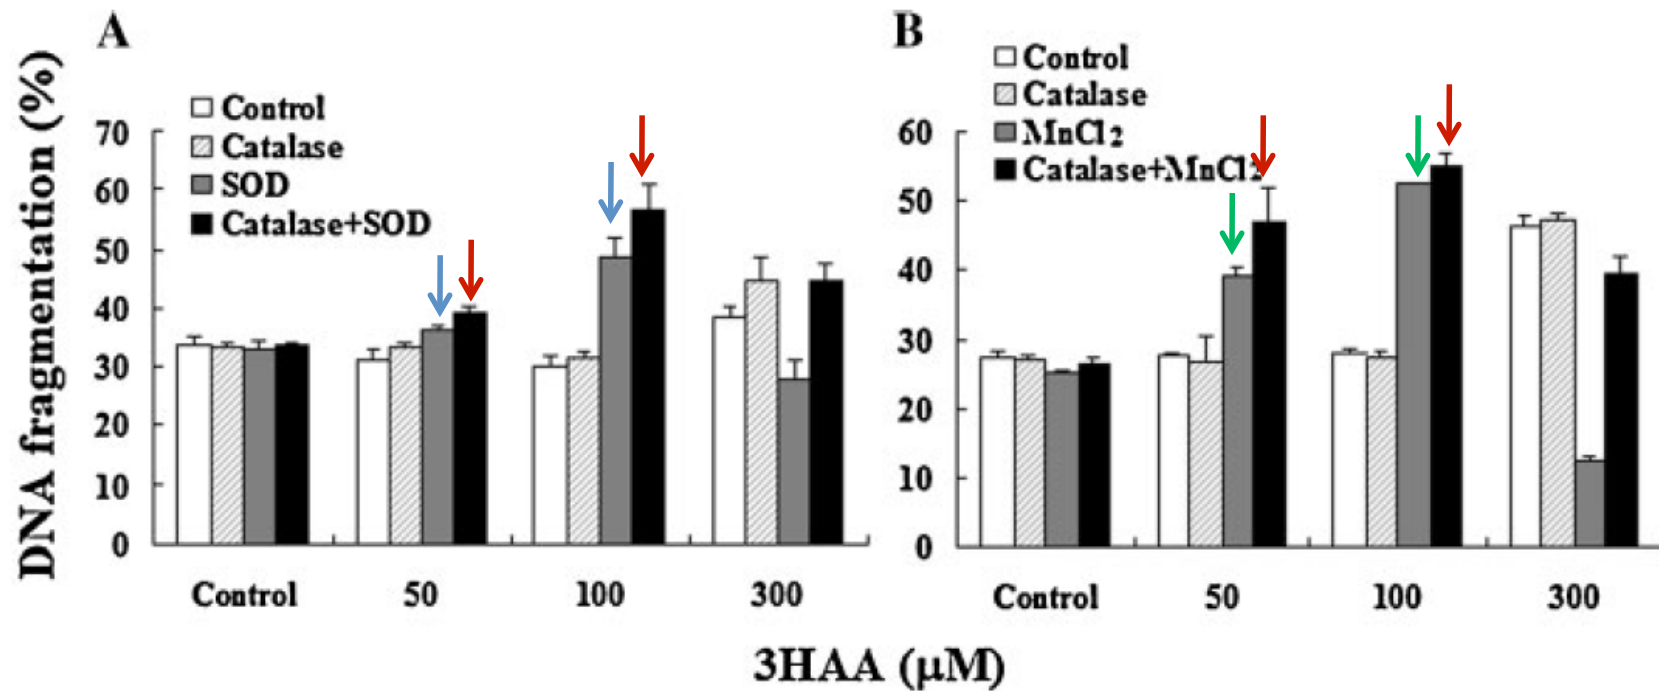 A
DNA fragmentation (%)
Control
Catalase
SOD
Catalase+SOD
70
60
50
40
30
20
10
0
Control
50
100
300
B
Control
Catalase
MnCl2
Catalase+MnCl2
60
50
40
30
20
10
0
Control
50
100
300
3HAA (μM)